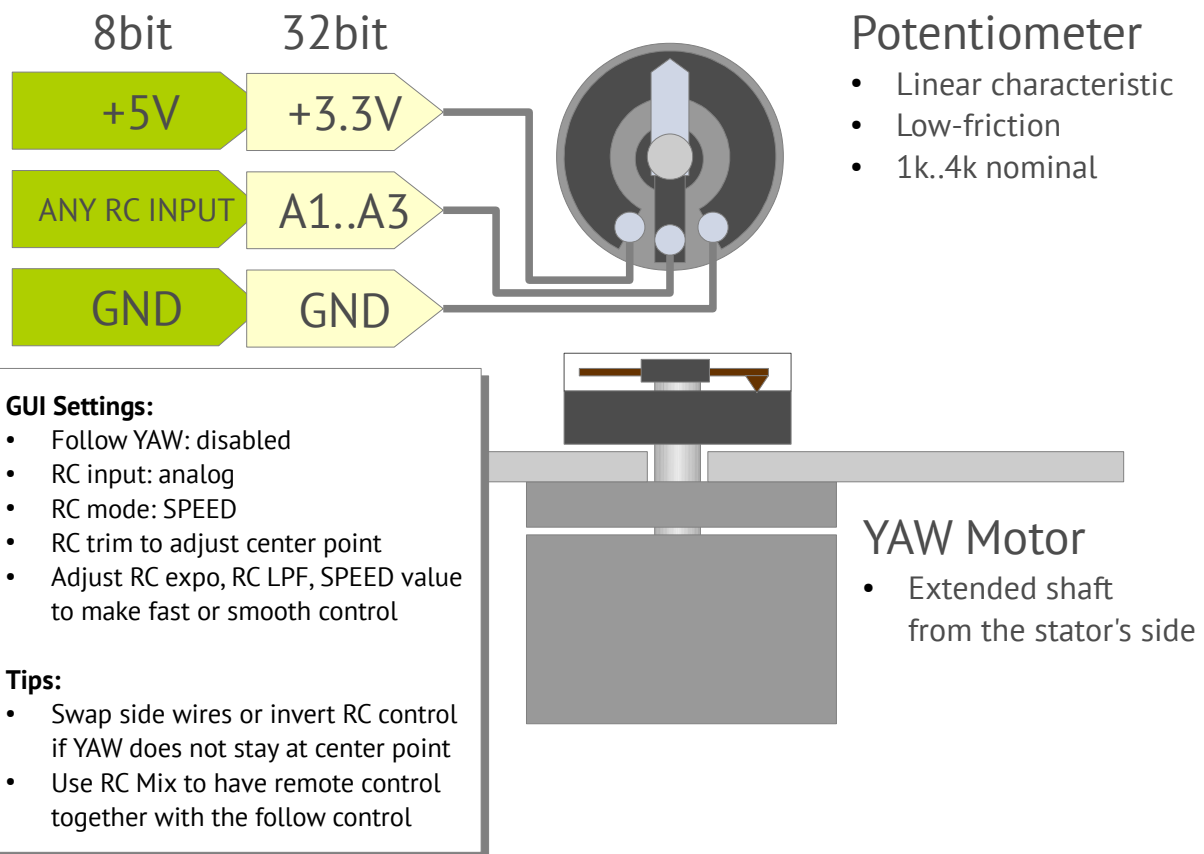 8bit 32bit
+5V +3.3V
ANY RC INPUT A1..A3
GND GND
Potentiometer
• Linear characteristic
• Low-friction
• 1k..4k nominal
GUI Settings:
• Follow YAW: disabled
• RC input: analog
• RC mode: SPEED
• RC trim to adjust center point
• Adjust RC expo, RC LPF, SPEED value
to make fast or smooth control
Tips:
• Swap side wires or invert RC control
if YAW does not stay at center point
• Use RC Mix to have remote control
together with the follow control
YAW Motor
• Extended shaft
from the stator's side